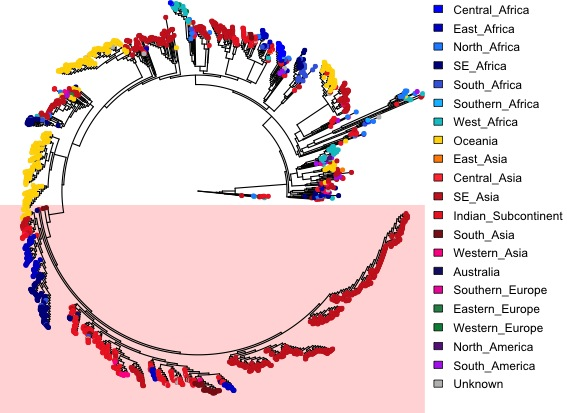 Central_Africa
East_Africa
North_Africa
SE_Africa
South_Africa
Southern_Africa
West_Africa
Oceania
East_Asia
Central_Asia
SE_Asia
Indian_Subcontinent
South_Asia
Western_Asia
Australia
Southern_Europe
Eastern_Europe
Western_Europe
North_America
South_America
Unknown